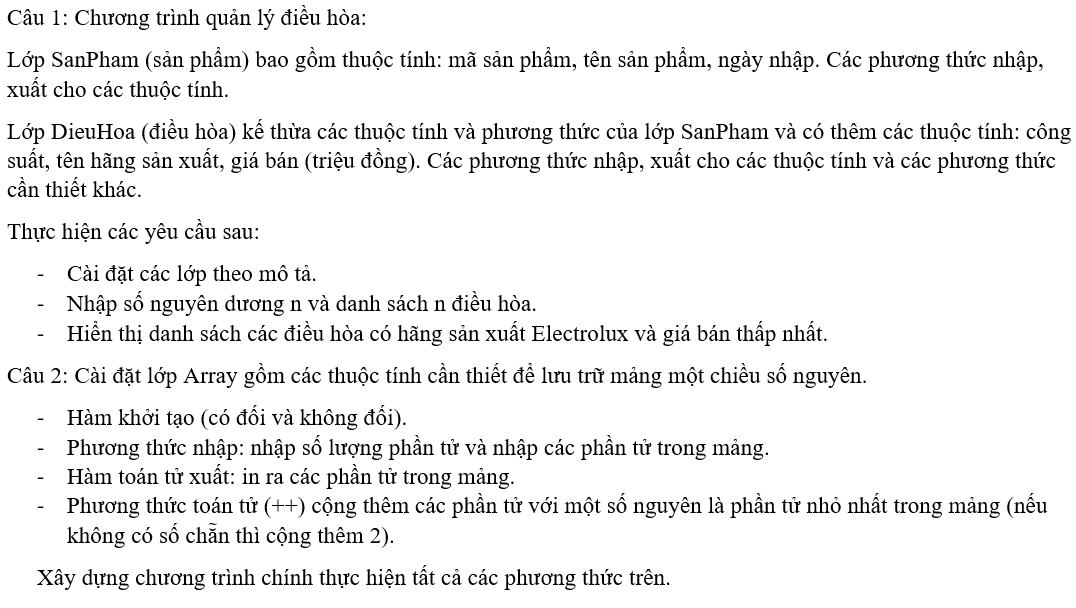 Câu 1: Chương trình quản lý điều hòa:
Lớp SanPham (sản phẩm) bao gồm thuộc tính: mã sản phẩm, tên sản phẩm, ngày nhập. Các phương thức nhập,
xuất cho các thuộc tính.
Lớp DieuHoa (điều hòa) kế thừa các thuộc tính và phương thức của lớp SanPham và có thêm các thuộc tính: công
suất, tên hãng sản xuất, giá bán (triệu đồng). Các phương thức nhập, xuất cho các thuộc tính và các phương thức
cần thiết khác.
Thực hiện các yêu cầu sau:
- Cài đặt các lớp theo mô tả.
- Nhập số nguyên dương n và danh sách n điều hòa.
- Hiển thị danh sách các điều hòa có hãng sản xuất Electrolux và giá bán thấp nhất.
Câu 2: Cài đặt lớp Array gồm các thuộc tính cần thiết để lưu trữ mảng một chiều số nguyên.
- Hàm khởi tạo (có đối và không đối).
- Phương thức nhập: nhập số lượng phần tử và nhập các phần tử trong mảng.
- Hàm toán tử xuất: in ra các phần tử trong mảng.
- Phương thức toán tử (++) cộng thêm các phần tử với một số nguyên là phần tử nhỏ nhất trong mảng (nếu
không có số chẵn thì cộng thêm 2).
Xây dựng chương trình chính thực hiện tất cả các phương thức trên.